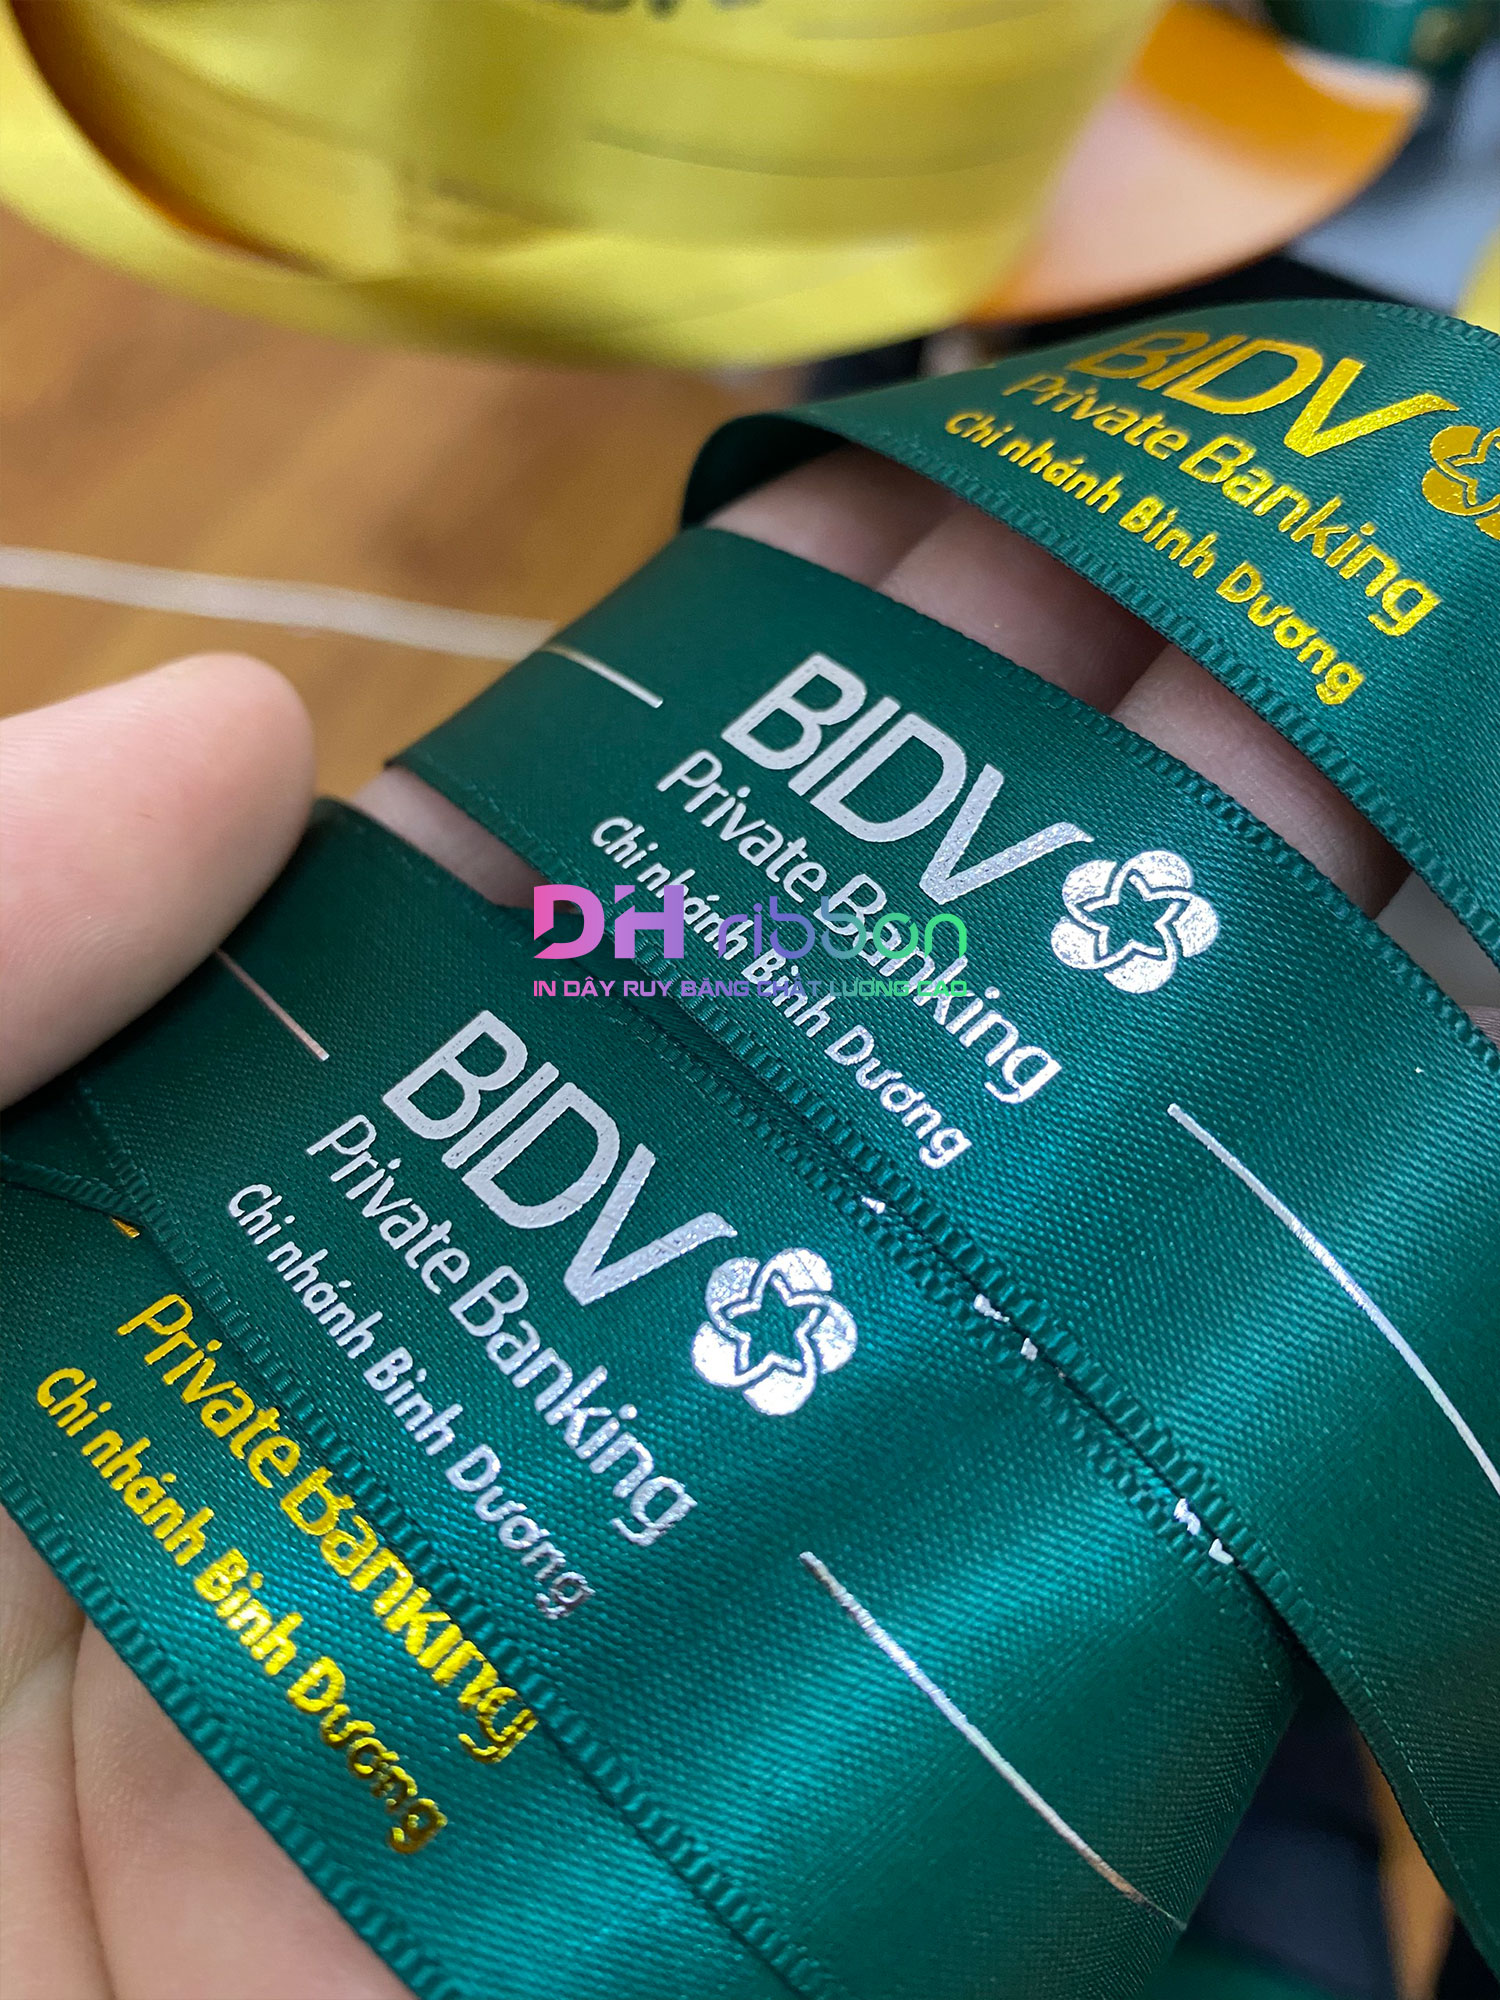 BIDV
Private Banking
Chi nhánh Bình Dương
BIDV
Private Banking
Chi nhánh Bình Dương
DH ribbon
IN DÂY RUY BĂNG CHẤT LƯỢNG CAO
BIDV
Private Banking
Chi nhánh Bình Dương
Private Banking
Chi nhánh Bình Dương